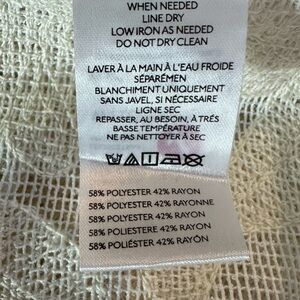 WHEN NEEDED
LINE DRY
LOW IRON AS NEEDED
DO NOT DRY CLEAN
LAVER À LA MAIN À L'EAU FROIDE
SÉPARÉMEN
BLANCHIMENT UNIQUEMENT
SANS JAVEL, SI NÉCESSAIRE
LIGNE SEC
REPASSER, AU BESOIN, À TRÉS
BASSE TEMPÉRATURE
NE PAS NETTOYER À SEC
58% POLYESTER 42% RAYON
58% POLYESTER 42% RAYONNE
58% POLYESTER 42% RAYON
58% POLIESTERE 42% RAYON
58% POLIÉSTER 42% RAYÓN